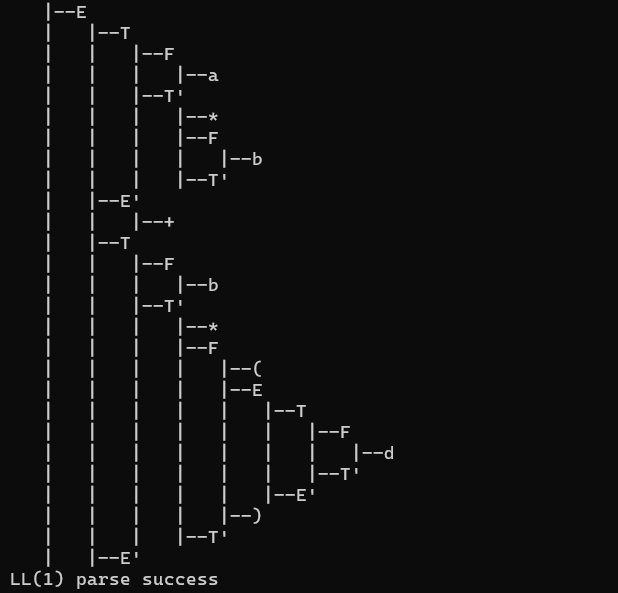 |--E
    |   |--T
    |   |   |--F
    |   |   |   |--a
    |   |   |--T'
    |   |   |   |--*
    |   |   |   |--F
    |   |   |   |   |--b
    |   |   |   |--T'
    |   |--E'
    |   |   |--+
    |   |--T
    |   |   |--F
    |   |   |   |--b
    |   |   |--T'
    |   |   |   |--*
    |   |   |   |--F
    |   |   |   |   |--(
    |   |   |   |   |--E
    |   |   |   |   |   |--T
    |   |   |   |   |   |   |--F
    |   |   |   |   |   |   |   |--d
    |   |   |   |   |   |   |--T'
    |   |   |   |   |   |--E'
    |   |   |   |   |--)
    |   |   |   |--T'
    |   |--E'
LL(1) parse success